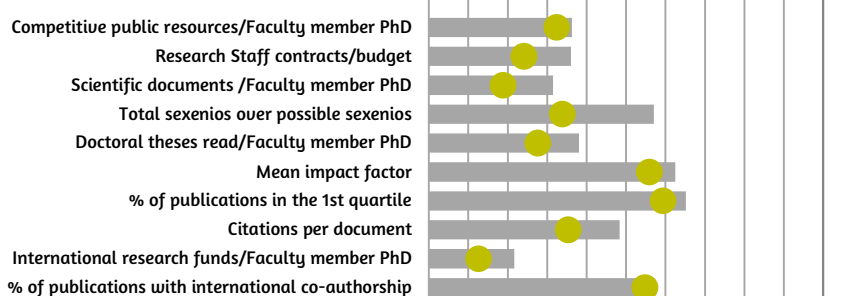 Competitive public resources/Faculty member PhD
Research Staff contracts/budget
Scientific documents /Faculty member PhD
Total sexenios over possible sexenios
Doctoral theses read/Faculty member PhD
Mean impact factor
% of publications in the 1st quartile
Citations per document
International research funds/Faculty member PhD
% of publications with international co-authorship